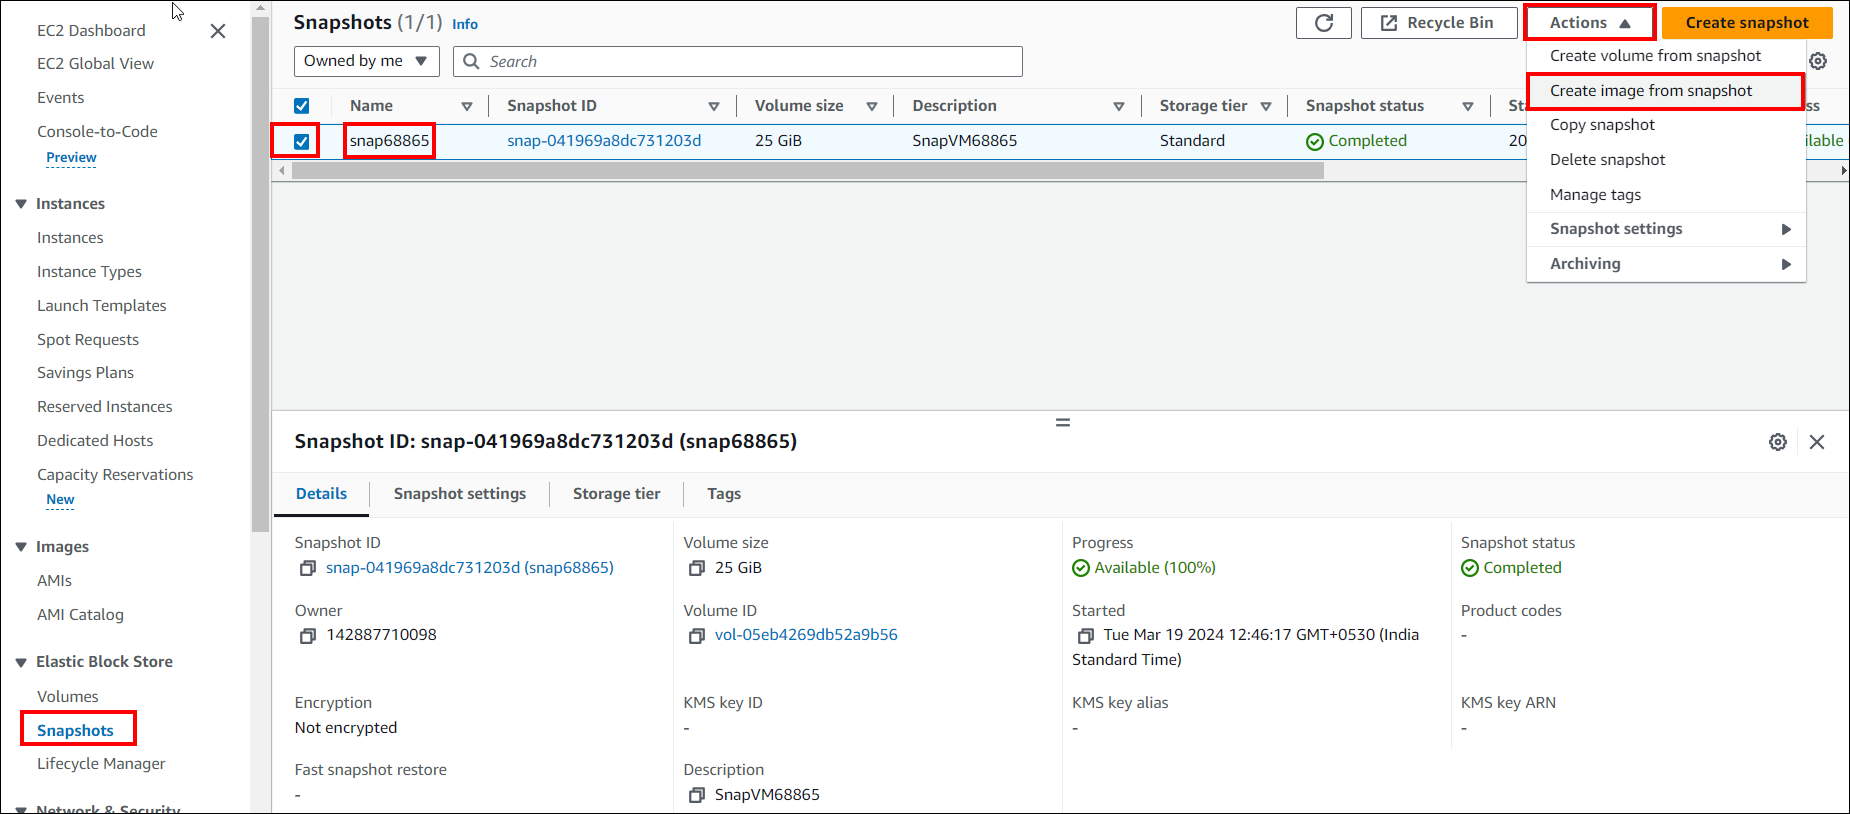 EC2 Dashboard
EC2 Global View
Events
Console-to-Code
Preview
Instances
Instances
Instance Types
Launch Templates
Spot Requests
Savings Plans
Reserved Instances
Dedicated Hosts
Capacity Reservations
New
Images
AMIs
AMI Catalog
Elastic Block Store
Volumes
Snapshots
Lifecycle Manager
Network & Security
Snapshots (1/1) Info
Recycle Bin
Actions
Create snapshot
Owned by me
Search
Create volume from snapshot
Create image from snapshot
Copy snapshot
Delete snapshot
Manage tags
Snapshot settings
Archiving
Name Snapshot ID Volume size Description Storage tier Snapshot status
snap68865 snap-041969a8dc731203d 25 GiB SnapVM68865 Standard Completed 20
Snapshot ID: snap-041969a8dc731203d (snap68865)
Details Snapshot settings Storage tier Tags
Snapshot ID Volume size Progress Snapshot status
snap-041969a8dc731203d (snap68865) 25 GiB Available (100%) Completed
Owner Volume ID Started Product codes
142887710098 vol-05eb4269db52a9b56 Tue Mar 19 2024 12:46:17 GMT+0530 (India -
Standard Time)
Encryption KMS key ID KMS key alias KMS key ARN
Not encrypted - - -
Fast snapshot restore Description
- SnapVM68865